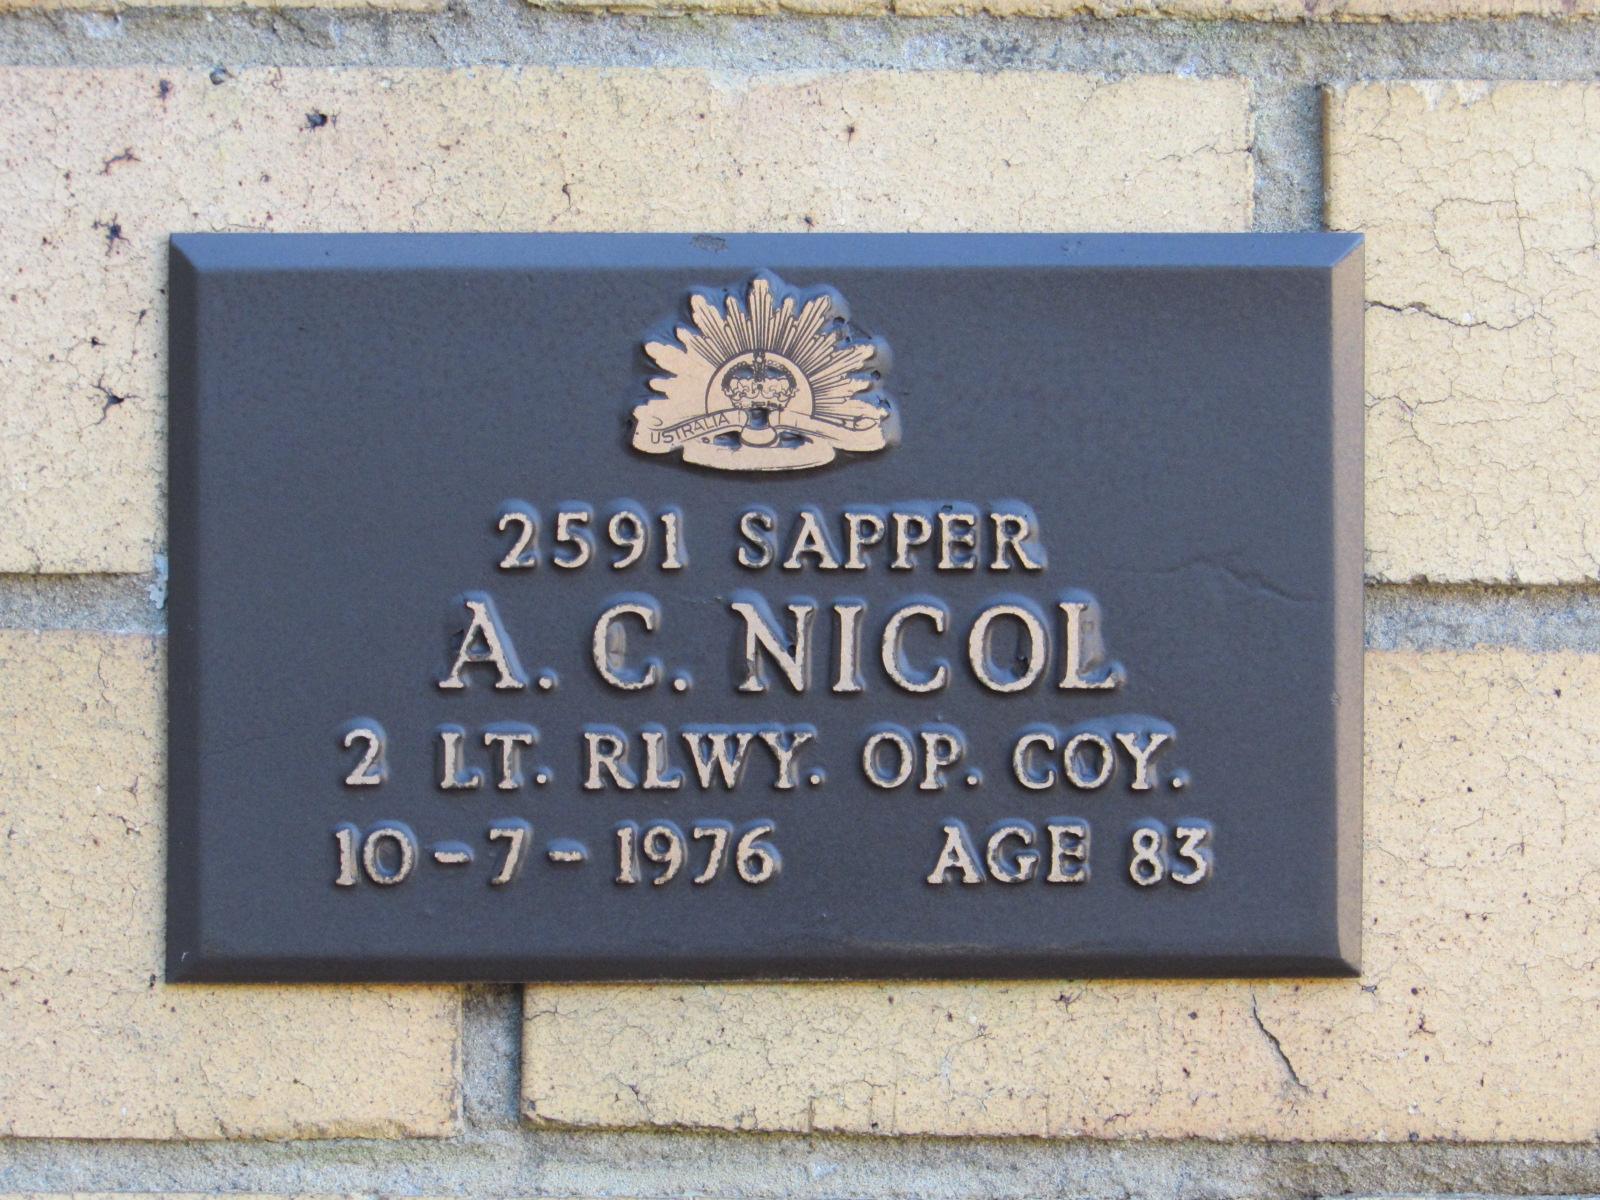 USTRALIA
2591 SAPPER
A. C. NICOL
2 LT. RLWY. OP. COY.
10-7-1976 AGE 83